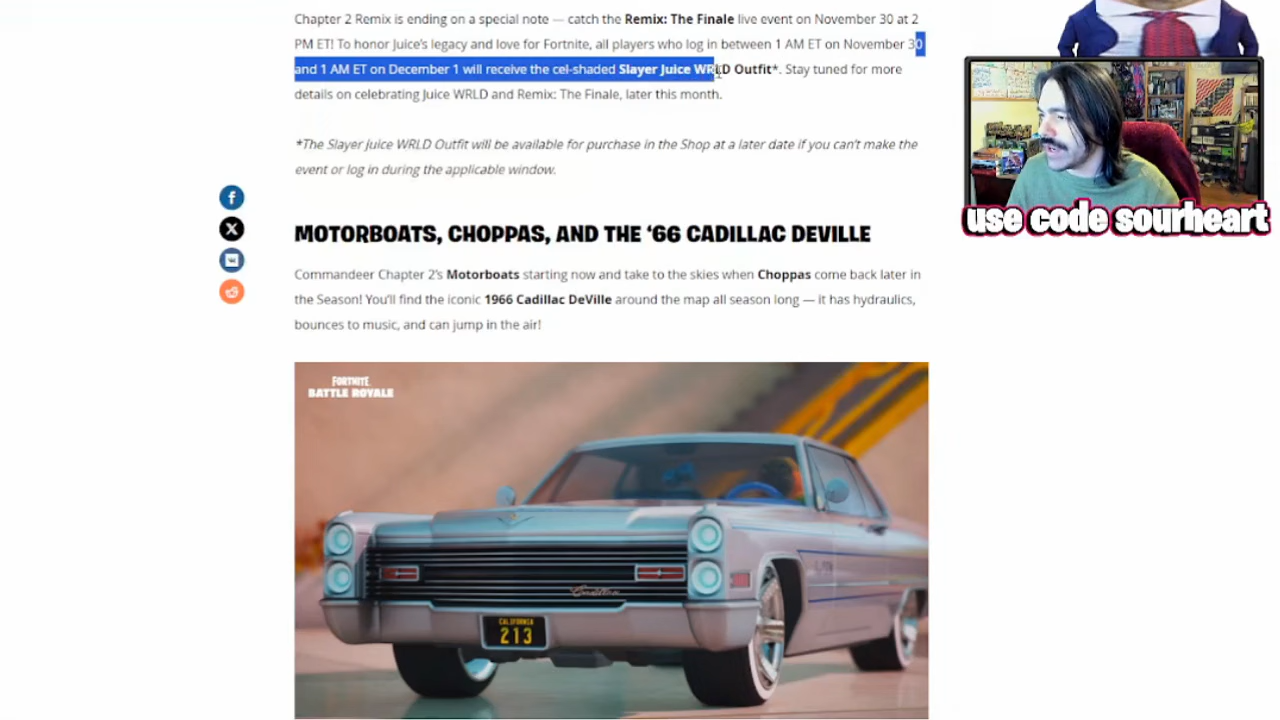 Chapter 2 Remix is ending on a special note — catch the Remix: The Finale live event on November 30 at 2
PM ET! To honor Juice's legacy and love for Fortnite, all players who log in between 1 AM ET on November 30
and 1 AM ET on December 1 will receive the cel-shaded Slayer Juice WRLD Outfit*. Stay tuned for more
details on celebrating Juice WRLD and Remix: The Finale, later this month.
*The Slayer Juice WRLD Outfit will be available for purchase in the Shop at a later date if you can't make the
event or log in during the applicable window.
use code sourheart
MOTORBOATS, CHOPPAS, AND THE ‘66 CADILLAC DEVILLE
Commandeer Chapter 2's Motorboats starting now and take to the skies when Choppas come back later in
the Season! You'll find the iconic 1966 Cadillac DeVille around the map all season long — it has hydraulics,
bounces to music, and can jump in the air!
FORTNITE
BATTLE ROYALE
Cadillac
CALIFORNIA
213